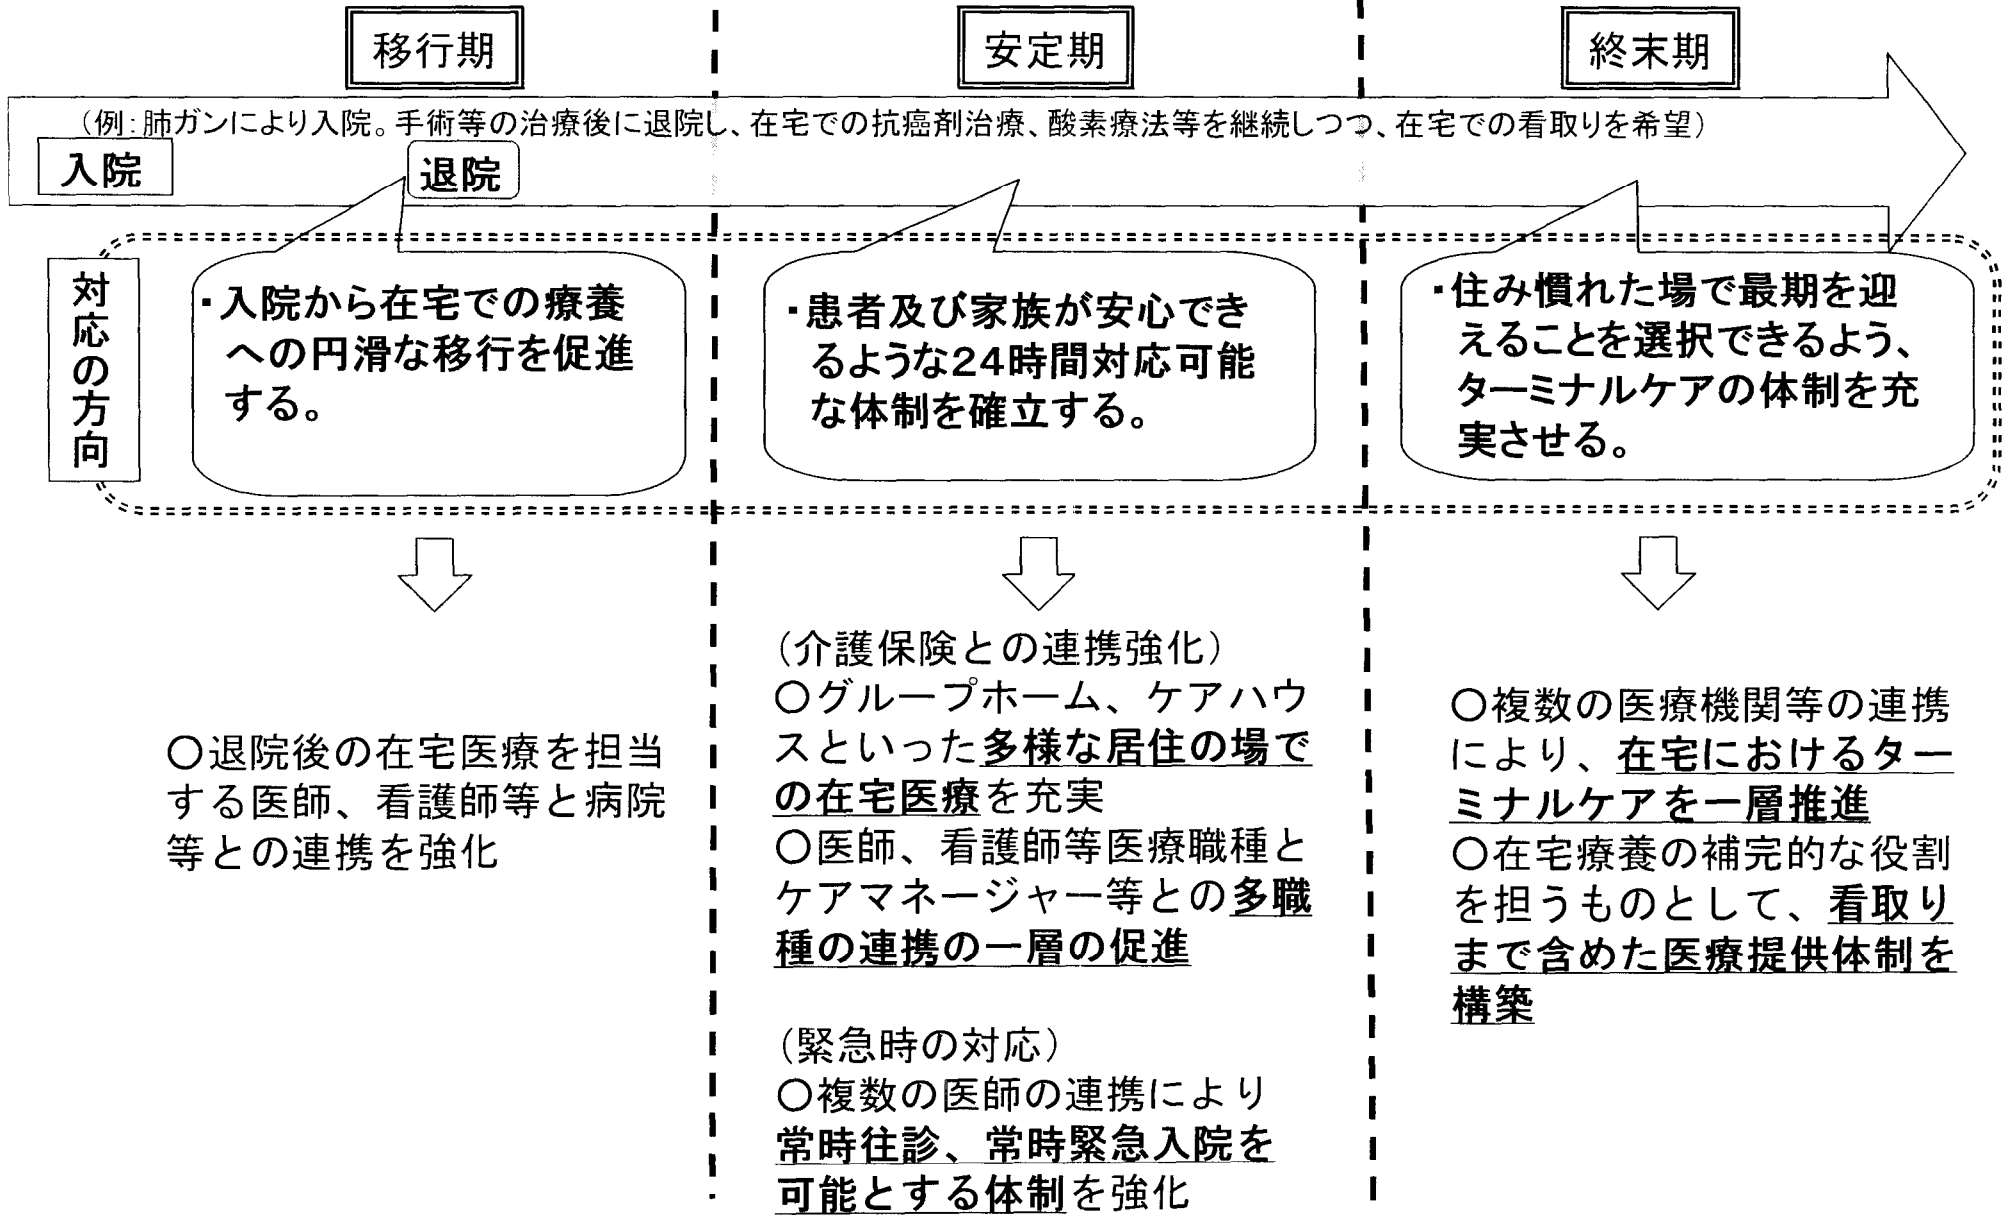 移行期
安定期
終末期
（例：肺ガンにより入院。手術等の治療後に退院し、在宅での抗癌剤治療、酸素療法等を継続しつつ、在宅での看取りを希望）
入院
退院
対応の方向
・入院から在宅での療養
への円滑な移行を促進
する。
・患者及び家族が安心でき
るような24時間対応可能
な体制を確立する。
・住み慣れた場で最期を迎
えることを選択できるよう、
ターミナルケアの体制を充
実させる。
○退院後の在宅医療を担当
する医師、看護師等と病院
等との連携を強化
（介護保険との連携強化）
○グループホーム、ケアハウ
スといった多様な居住の場で
の在宅医療を充実
○医師、看護師等医療職種と
ケアマネージャー等との多職
種の連携の一層の促進
（緊急時の対応）
○複数の医師の連携により
常時往診、常時緊急入院を
可能とする体制を強化
○複数の医療機関等の連携
により、在宅におけるター
ミナルケアを一層推進
○在宅療養の補完的な役割
を担うものとして、看取り
まで含めた医療提供体制を
構築